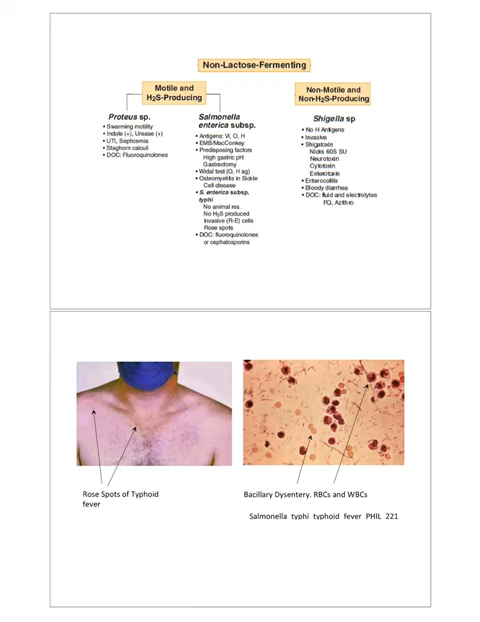 Non-Lactose-Fermenting
Motile and
H2S-Producing
Non-Motile and
Non-H2S-Producing
Proteus sp.
• Swarming motility
• Indole (+), Urease (+)
• UTI, Septicemia
• Staghorn calculi
• DOC: Fluoroquinolones
Salmonella
enterica subsp.
• Antigens: Vi, O, H
• EMB/MacConkey
• Predisposing factors
High gastric pH
Gastrectomy
• Widal test (O, H ag)
• Osteomyelitis in Sickle
Cell disease
• S. enterica subsp.
typhi
No animal res.
No H2S produced
Invasive (R-E) cells
Rose spots
• DOC: fluoroquinolones
or cephalosporins
Shigella sp
• No H Antigens
• Invasive
• Shigatoxin
Nicks 60S SU
Neurotoxin
Cytotoxin
Enterotoxin
• Invasive
• Enterocolitis
• Bloody diarrhea
• DOC: fluid and electrolytes
FQ, Azithro
Rose Spots of Typhoid
fever
Bacillary Dysentery. RBCs and WBCs
Salmonella typhi typhoid fever PHIL 221